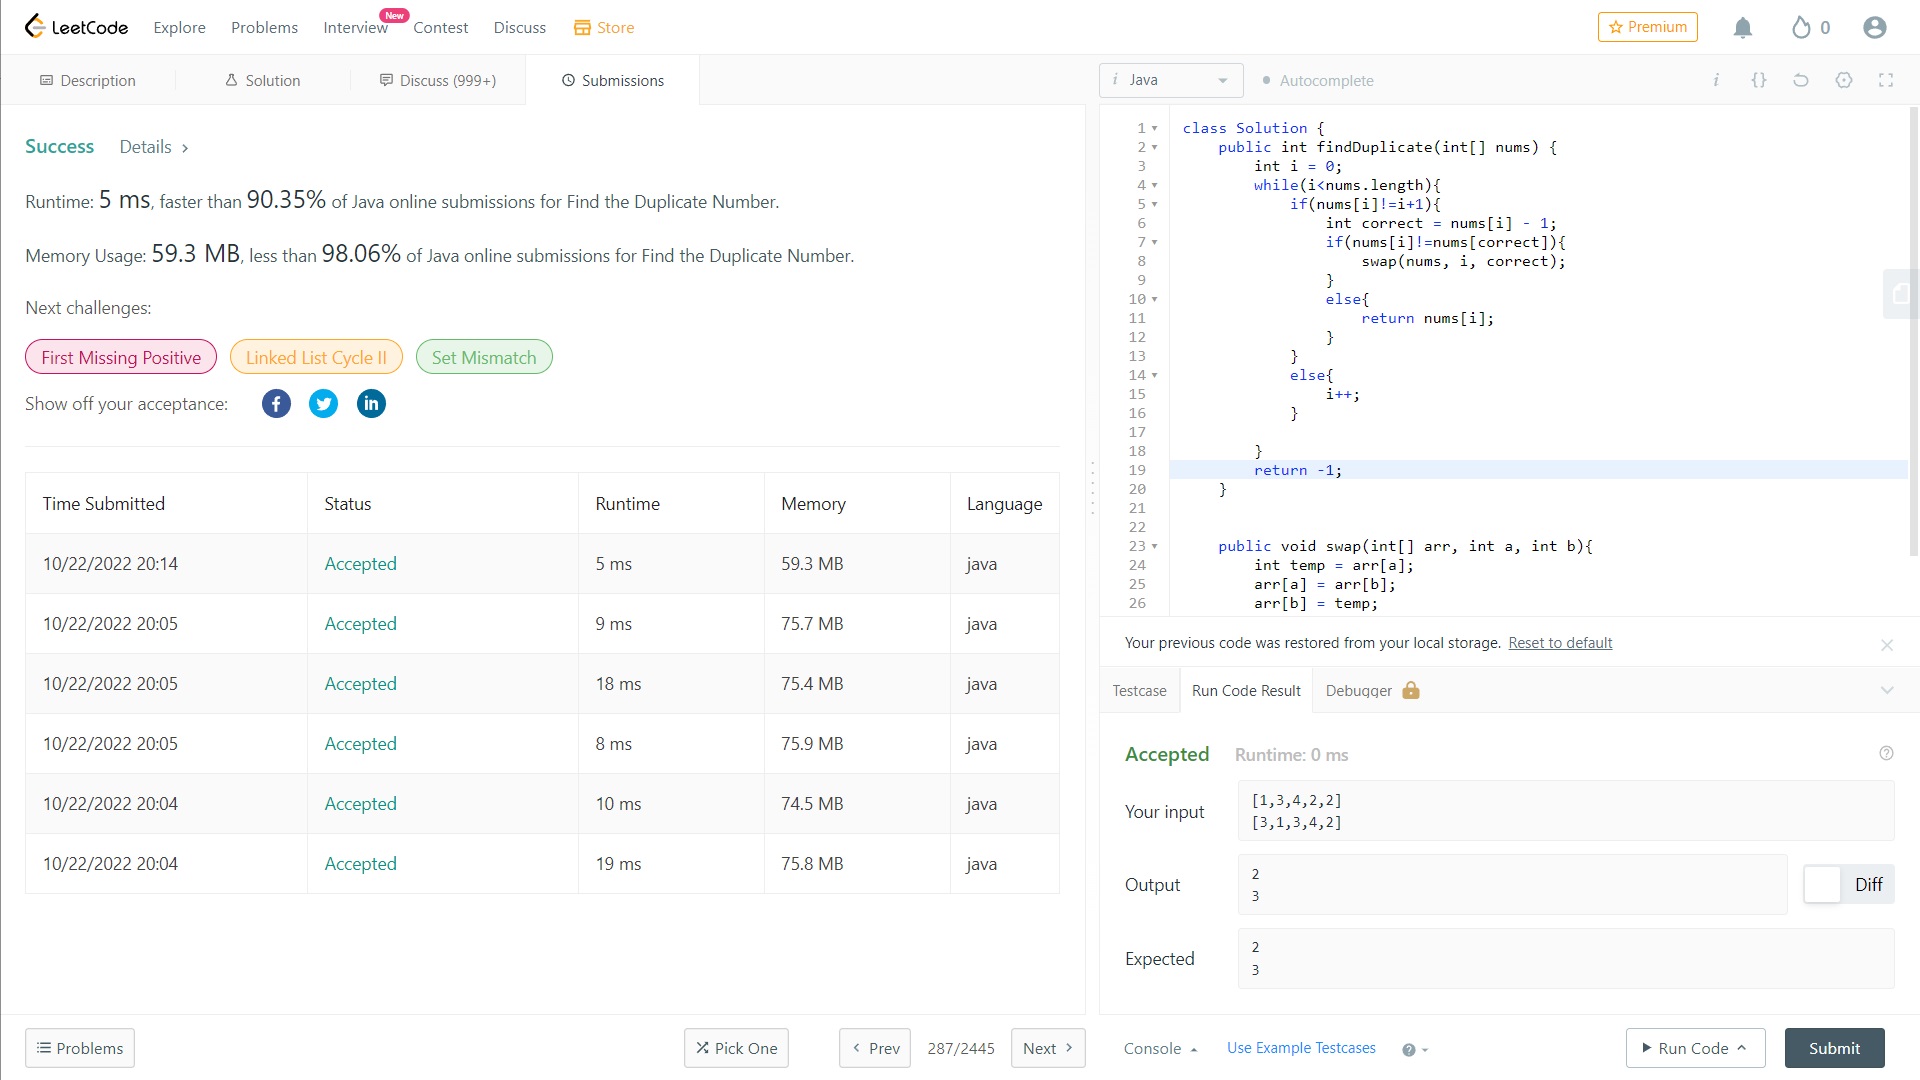 LeetCode Explore Problems Interview New Contest Discuss Store Premium 0
Description Solution Discuss (999+) Submissions
Success Details >
Runtime: 5 ms, faster than 90.35% of Java online submissions for Find the Duplicate Number.
Memory Usage: 59.3 MB, less than 98.06% of Java online submissions for Find the Duplicate Number.
Next challenges:
First Missing Positive Linked List Cycle II Set Mismatch
Show off your acceptance:
Time Submitted Status Runtime Memory Language
10/22/2022 20:14 Accepted 5 ms 59.3 MB java
10/22/2022 20:05 Accepted 9 ms 75.7 MB java
10/22/2022 20:05 Accepted 18 ms 75.4 MB java
10/22/2022 20:05 Accepted 8 ms 75.9 MB java
10/22/2022 20:04 Accepted 10 ms 74.5 MB java
10/22/2022 20:04 Accepted 19 ms 75.8 MB java
Problems Pick One < Prev 287/2445 Next >
i Java Autocomplete i {}
1 class Solution {
2     public int findDuplicate(int[] nums) {
3         int i = 0;
4         while(i<nums.length){
5             if(nums[i]!=i+1){
6                 int correct = nums[i] - 1;
7                 if(nums[i]!=nums[correct]){
8                     swap(nums, i, correct);
9                 }
10                 else{
11                     return nums[i];
12                 }
13             }
14             else{
15                 i++;
16             }
17
18         }
19         return -1;
20     }
21
22
23     public void swap(int[] arr, int a, int b){
24         int temp = arr[a];
25         arr[a] = arr[b];
26         arr[b] = temp;
Your previous code was restored from your local storage. Reset to default
Testcase Run Code Result Debugger
Accepted Runtime: 0 ms
Your input
[1,3,4,2,2]
[3,1,3,4,2]
Output
2
3
Diff
Expected
2
3
Console Use Example Testcases Run Code Submit